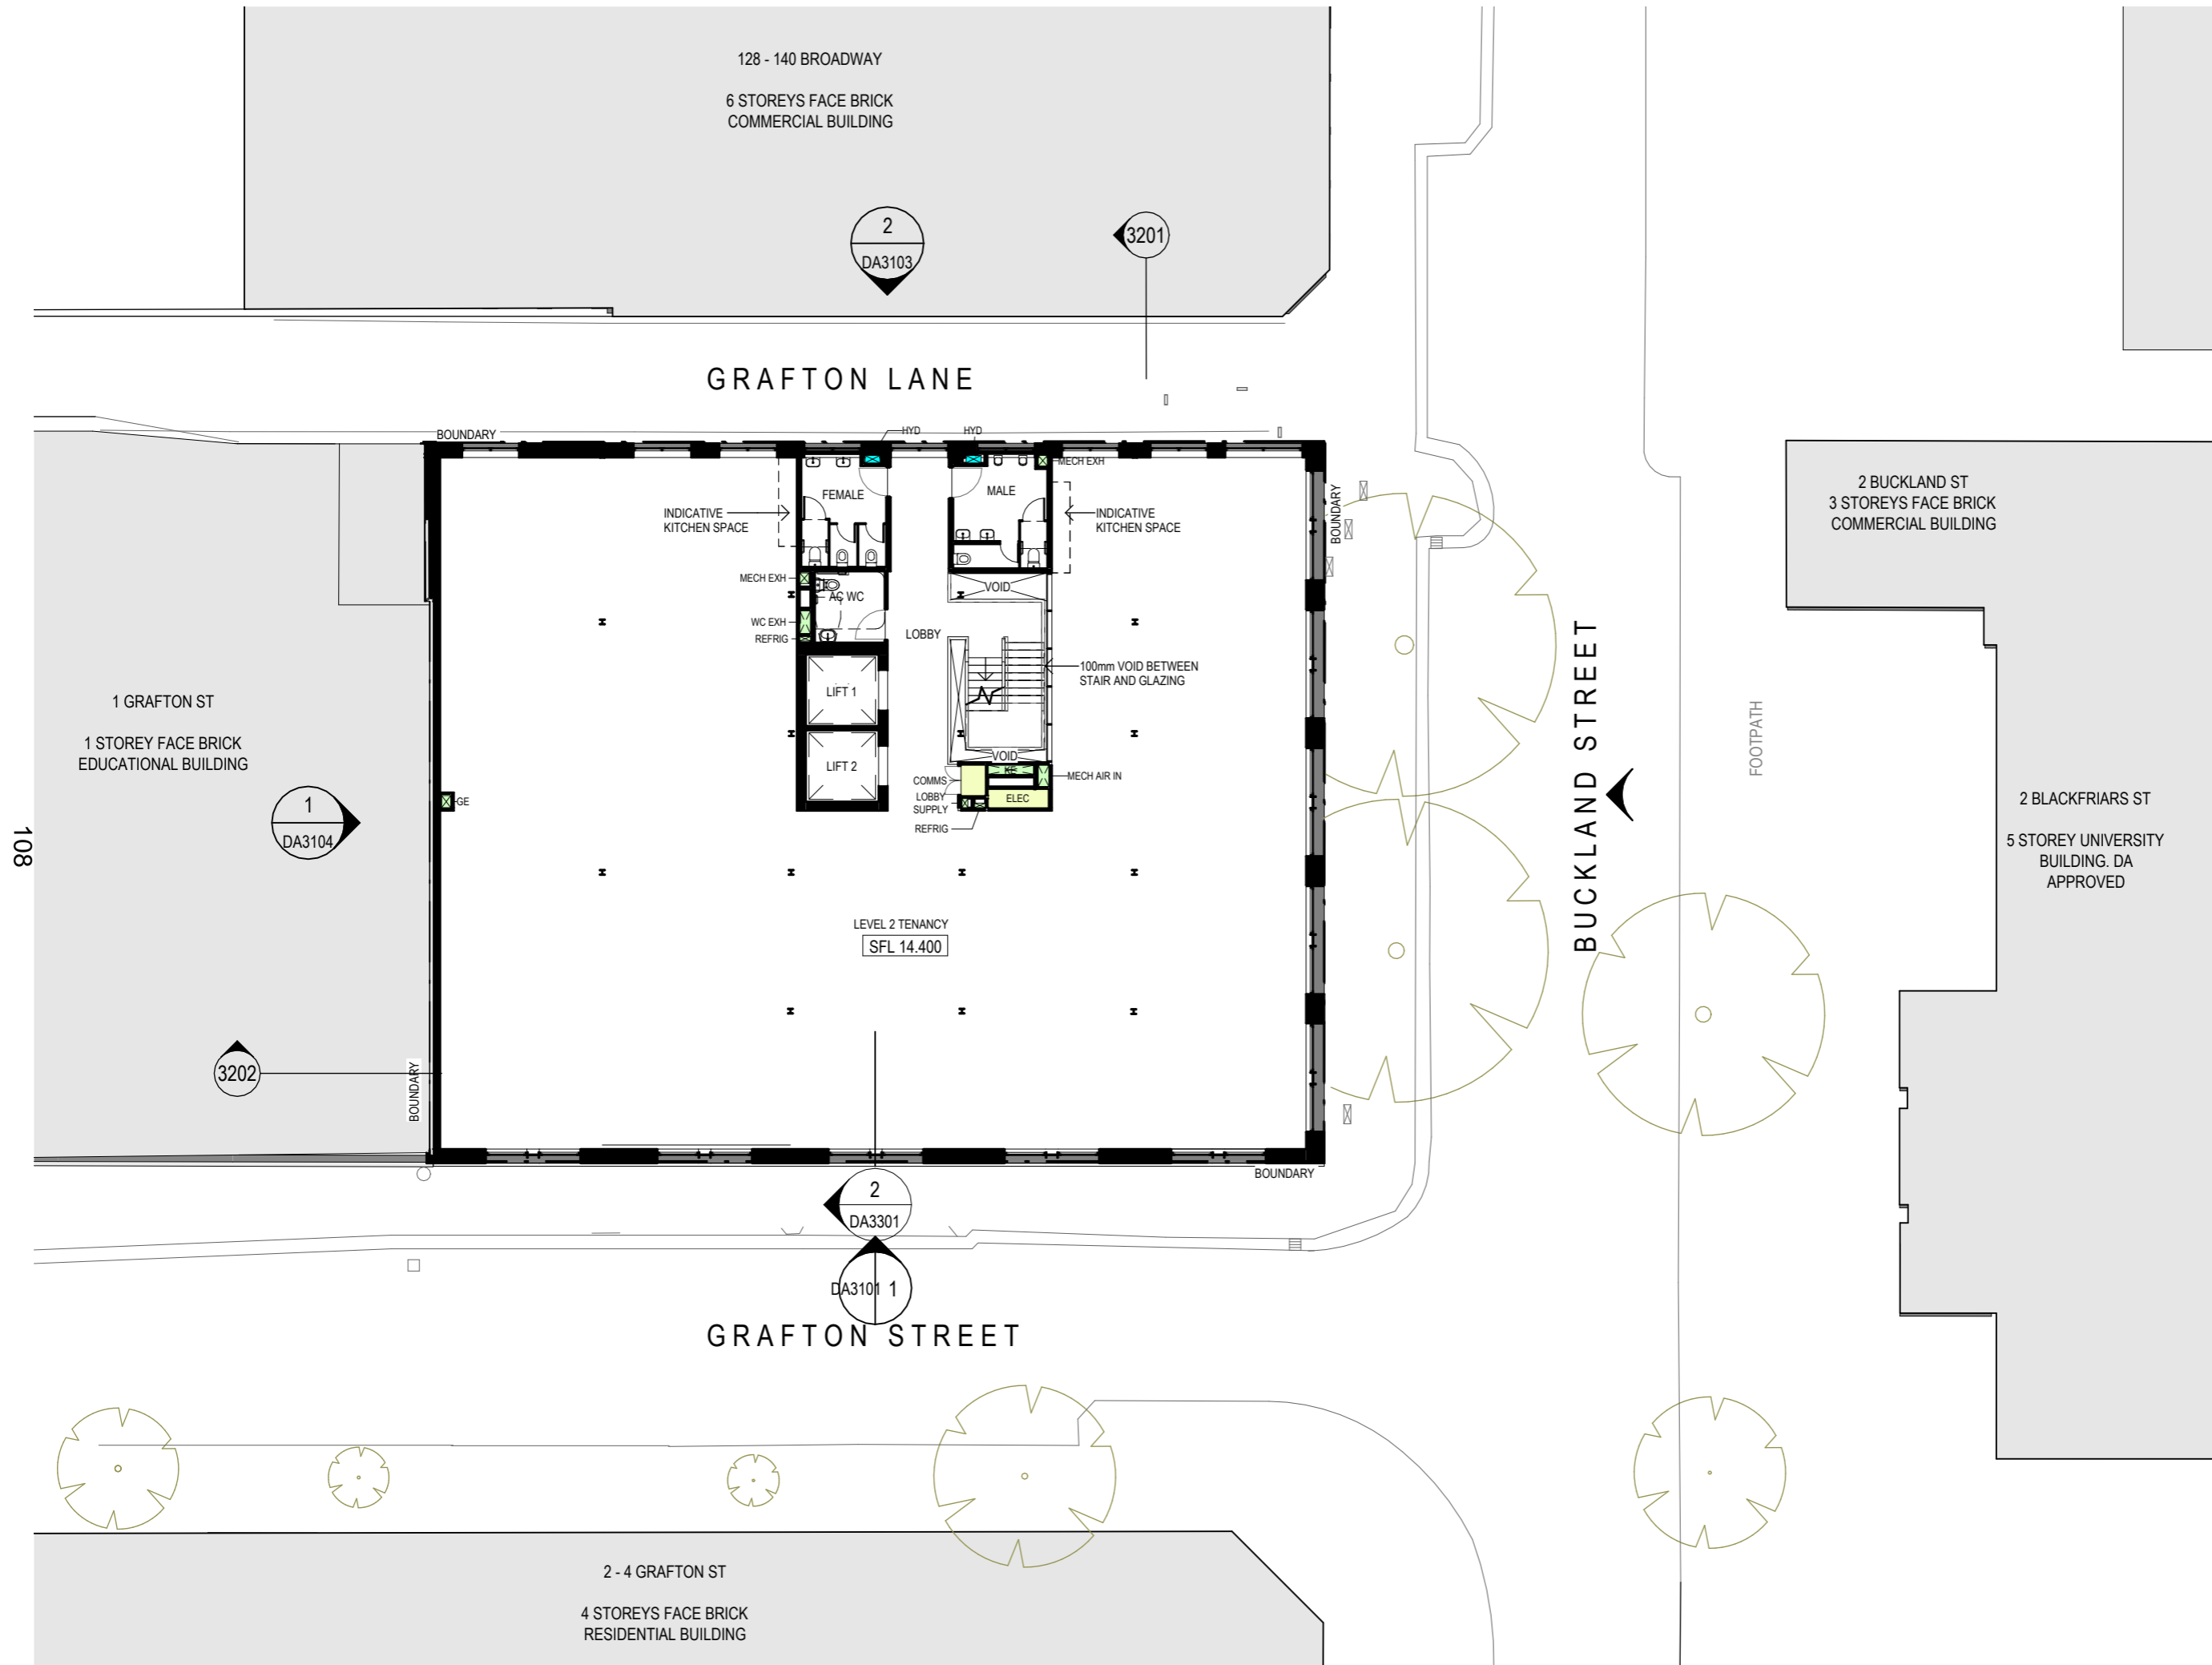 128 - 140 BROADWAY
6 STOREYS FACE BRICK
COMMERCIAL BUILDING
2
DA3103
3201
GRAFTON LANE
BOUNDARY
HYD
HYD
MECH EXH
FEMALE
MALE
INDICATIVE
KITCHEN SPACE
INDICATIVE
KITCHEN SPACE
BOUNDARY
MECH EXH
AC WC
VOID
WC EXH
REFRIG
LOBBY
100mm VOID BETWEEN
STAIR AND GLAZING
LIFT 1
LIFT 2
VOID
COMMS
MECH AIR IN
LOBBY
SUPPLY
ELEC
REFRIG
GE
1 GRAFTON ST
1 STOREY FACE BRICK
EDUCATIONAL BUILDING
1
DA3104
108
LEVEL 2 TENANCY
SFL 14.400
3202
BOUNDARY
BOUNDARY
2
DA3301
DA3101 1
GRAFTON STREET
BUCKLAND STREET
FOOTPATH
2 BUCKLAND ST
3 STOREYS FACE BRICK
COMMERCIAL BUILDING
2 BLACKFRIARS ST
5 STOREY UNIVERSITY
BUILDING. DA
APPROVED
2 - 4 GRAFTON ST
4 STOREYS FACE BRICK
RESIDENTIAL BUILDING